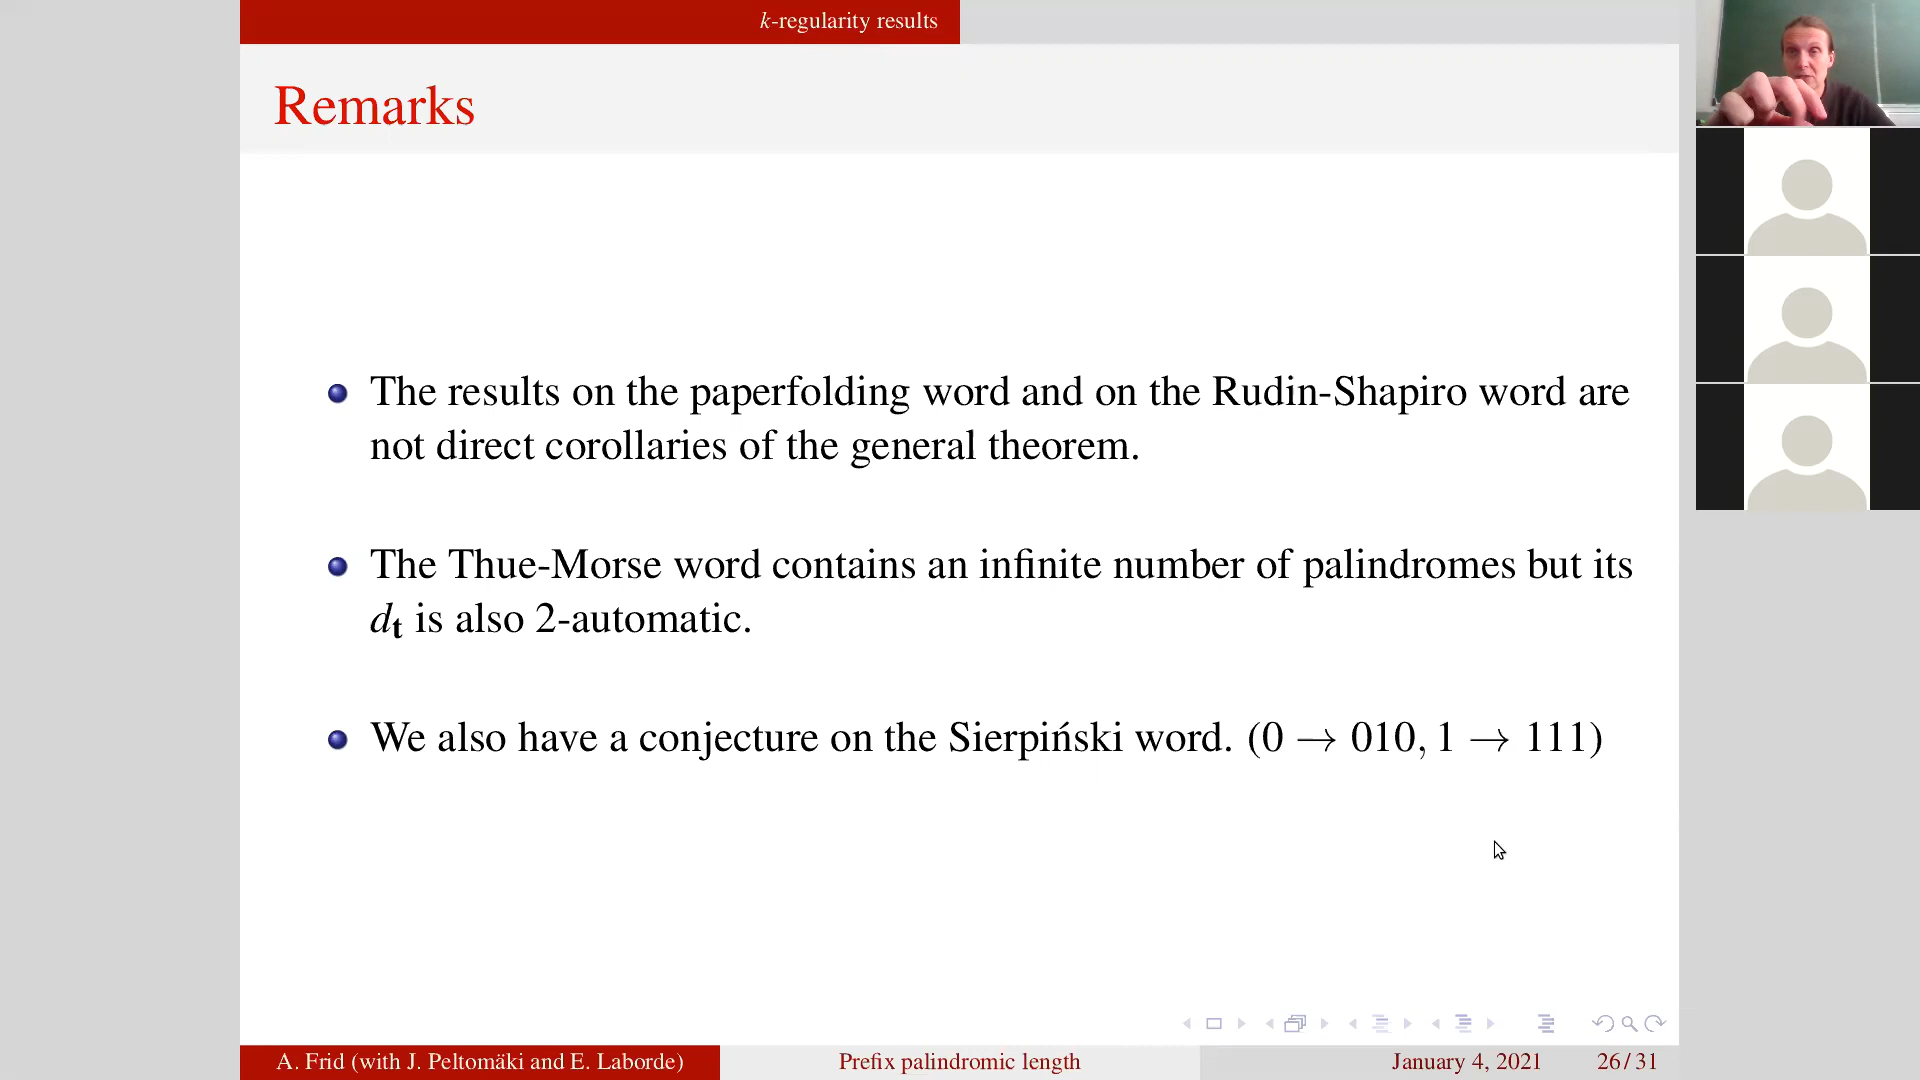 k-regularity results
Remarks
The results on the paperfolding word and on the Rudin-Shapiro word are
not direct corollaries of the general theorem.
The Thue-Morse word contains an infinite number of palindromes but its
d_t is also 2-automatic.
We also have a conjecture on the Sierpiński word. (0 → 010, 1 → 111)
A. Frid (with J. Peltomäki and E. Laborde) Prefix palindromic length January 4, 2021 26 / 31